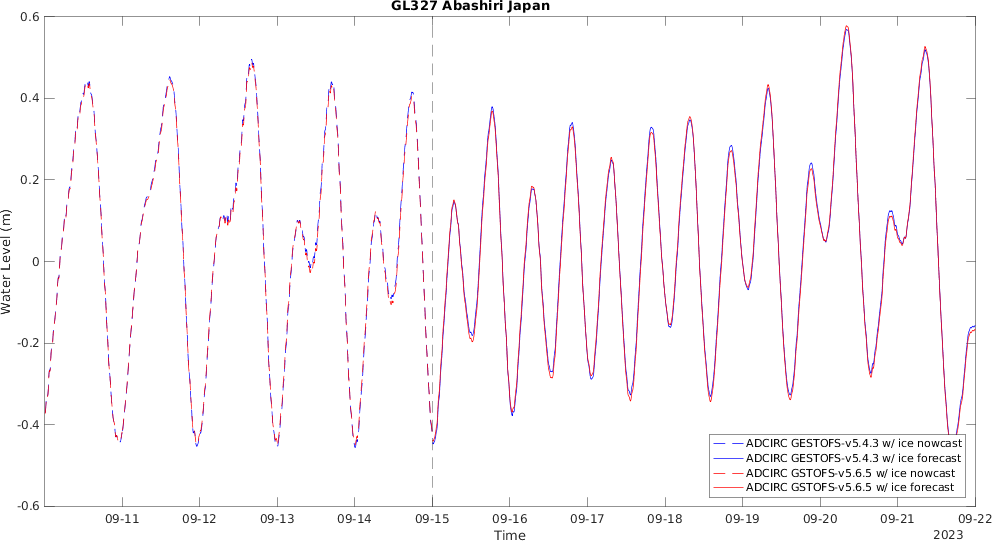 GL327 Abashiri Japan
0.6
0.4
0.2
0
-0.2
-0.4
-0.6
Water Level (m)
ADCIRC GESTOFS-v5.4.3 w/ ice nowcast
ADCIRC GESTOFS-v5.4.3 w/ ice forecast
ADCIRC GSTOFS-v5.6.5 w/ ice nowcast
ADCIRC GSTOFS-v5.6.5 w/ ice forecast
09-11 09-12 09-13 09-14 09-15 09-16 09-17 09-18 09-19 09-20 09-21 09-22
Time
2023